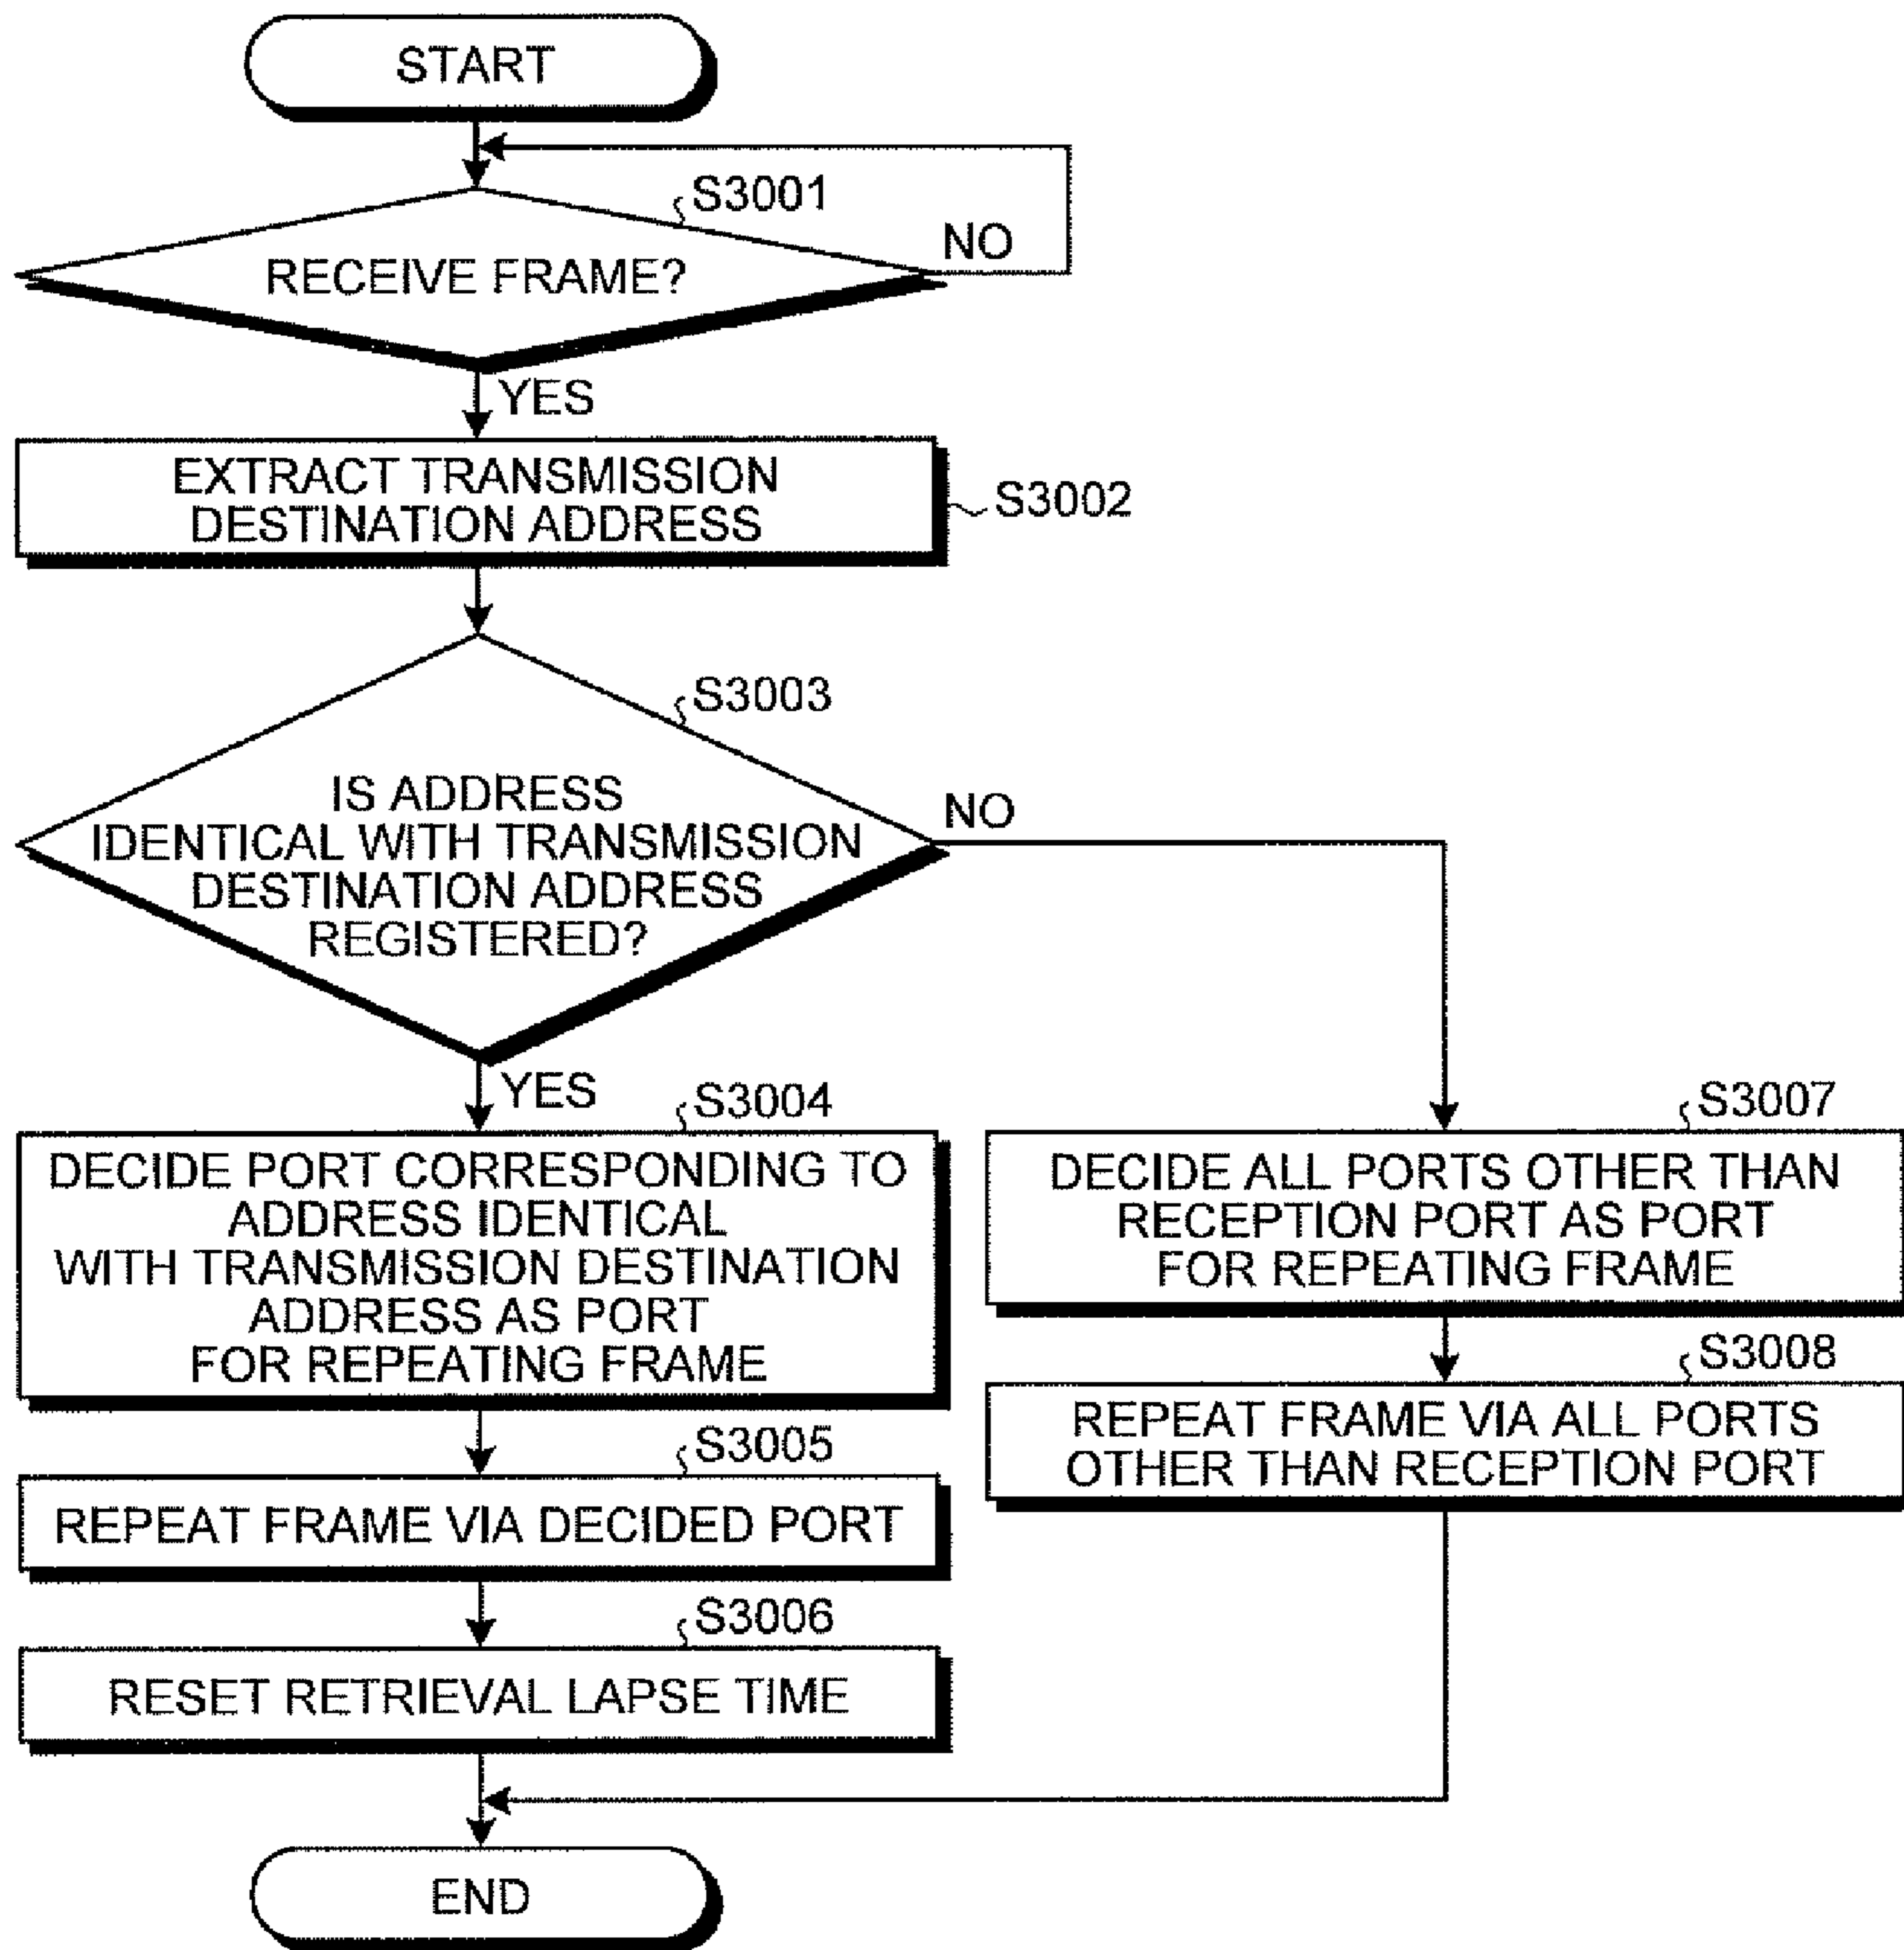 START
S3001
RECEIVE FRAME?
NO
YES
EXTRACT TRANSMISSION
DESTINATION ADDRESS
S3002
S3003
IS ADDRESS
IDENTICAL WITH TRANSMISSION
DESTINATION ADDRESS
REGISTERED?
NO
YES
S3004
DECIDE PORT CORRESPONDING TO
ADDRESS IDENTICAL
WITH TRANSMISSION DESTINATION
ADDRESS AS PORT
FOR REPEATING FRAME
S3005
REPEAT FRAME VIA DECIDED PORT
S3006
RESET RETRIEVAL LAPSE TIME
S3007
DECIDE ALL PORTS OTHER THAN
RECEPTION PORT AS PORT
FOR REPEATING FRAME
S3008
REPEAT FRAME VIA ALL PORTS
OTHER THAN RECEPTION PORT
END